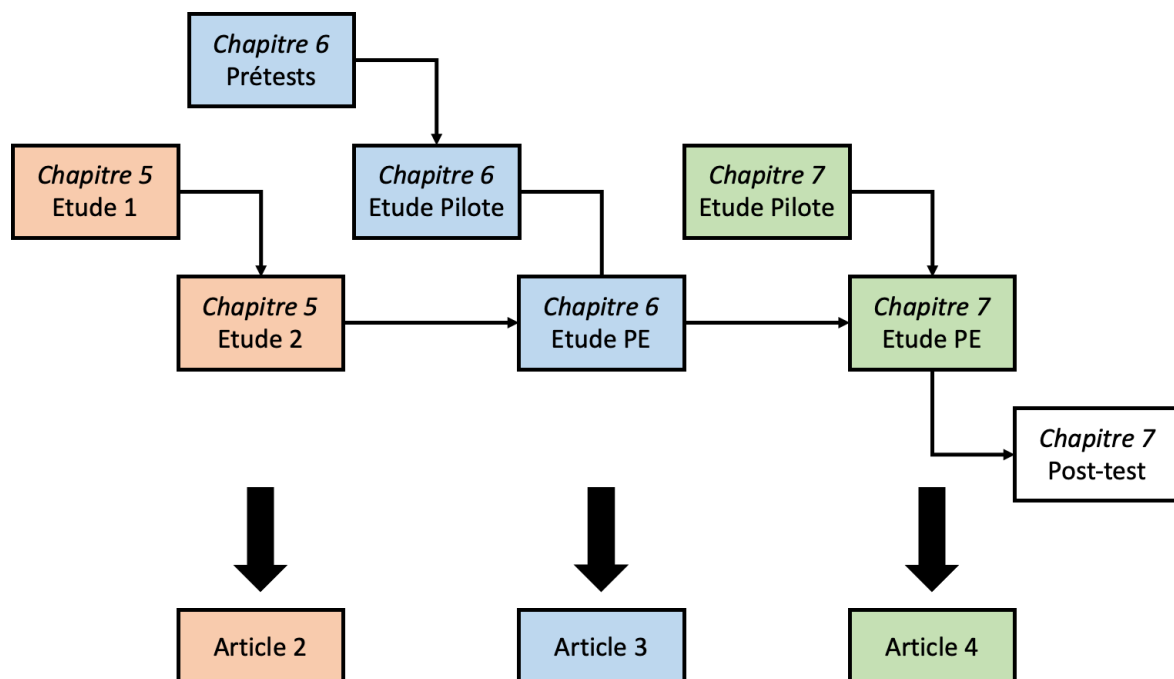 Chapitre 6
Prétests
Chapitre 5
Etude 1
Chapitre 6
Etude Pilote
Chapitre 7
Etude Pilote
Chapitre 5
Etude 2
Chapitre 6
Etude PE
Chapitre 7
Etude PE
Chapitre 7
Post-test
Article 2
Article 3
Article 4